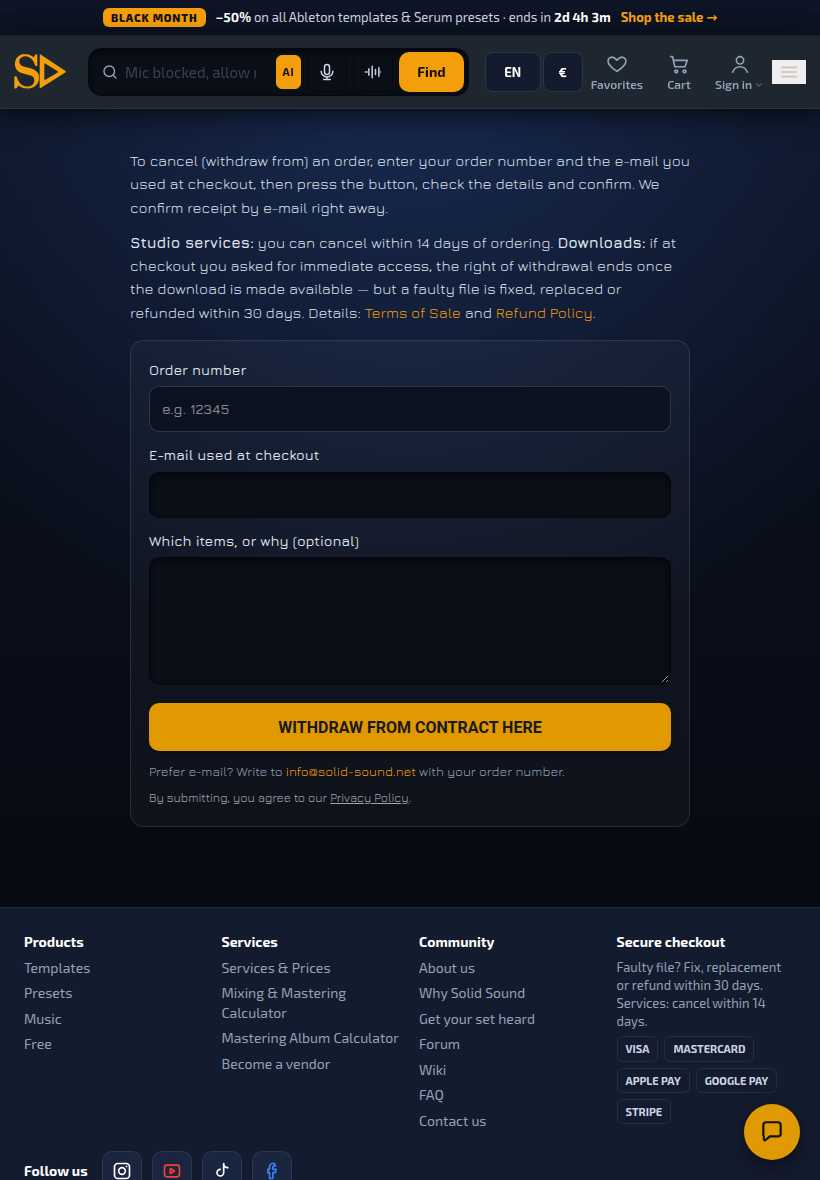 BLACK MONTH −50% on all Ableton templates & Serum presets · ends in 2d 4h 3m Shop the sale →
S Mic blocked, allow AI Find EN € Favorites Cart Sign in
To cancel (withdraw from) an order, enter your order number and the e-mail you
used at checkout, then press the button, check the details and confirm. We
confirm receipt by e-mail right away.
Studio services: you can cancel within 14 days of ordering. Downloads: if at
checkout you asked for immediate access, the right of withdrawal ends once
the download is made available — but a faulty file is fixed, replaced or
refunded within 30 days. Details: Terms of Sale and Refund Policy.
Order number
e.g. 12345
E-mail used at checkout
Which items, or why (optional)
WITHDRAW FROM CONTRACT HERE
Prefer e-mail? Write to info@solid-sound.net with your order number.
By submitting, you agree to our Privacy Policy.
Products
Templates
Presets
Music
Free
Services
Services & Prices
Mixing & Mastering
Calculator
Mastering Album Calculator
Become a vendor
Community
About us
Why Solid Sound
Get your set heard
Forum
Wiki
FAQ
Contact us
Secure checkout
Faulty file? Fix, replacement
or refund within 30 days.
Services: cancel within 14
days.
VISA MASTERCARD
APPLE PAY GOOGLE PAY
STRIPE
Follow us